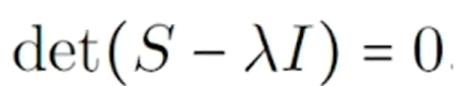 det(S − λI) = 0.